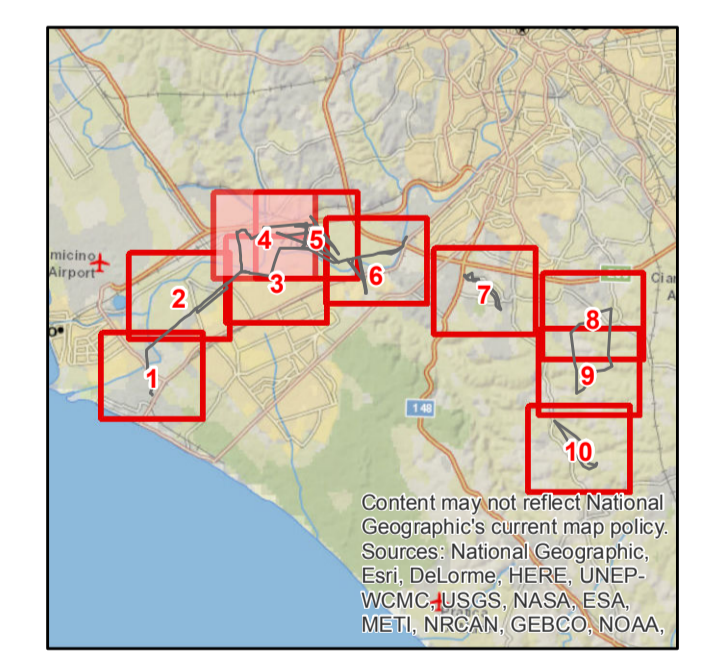 micino
Airport
4
5
6
3
2
7
Cia
A
8
1
9
148
10
Content may not reflect National
Geographic's current map policy.
Sources: National Geographic,
Esri, DeLorme, HERE, UNEP-
WCMC, USGS, NASA, ESA,
METI, NRCAN, GEBCO, NOAA,